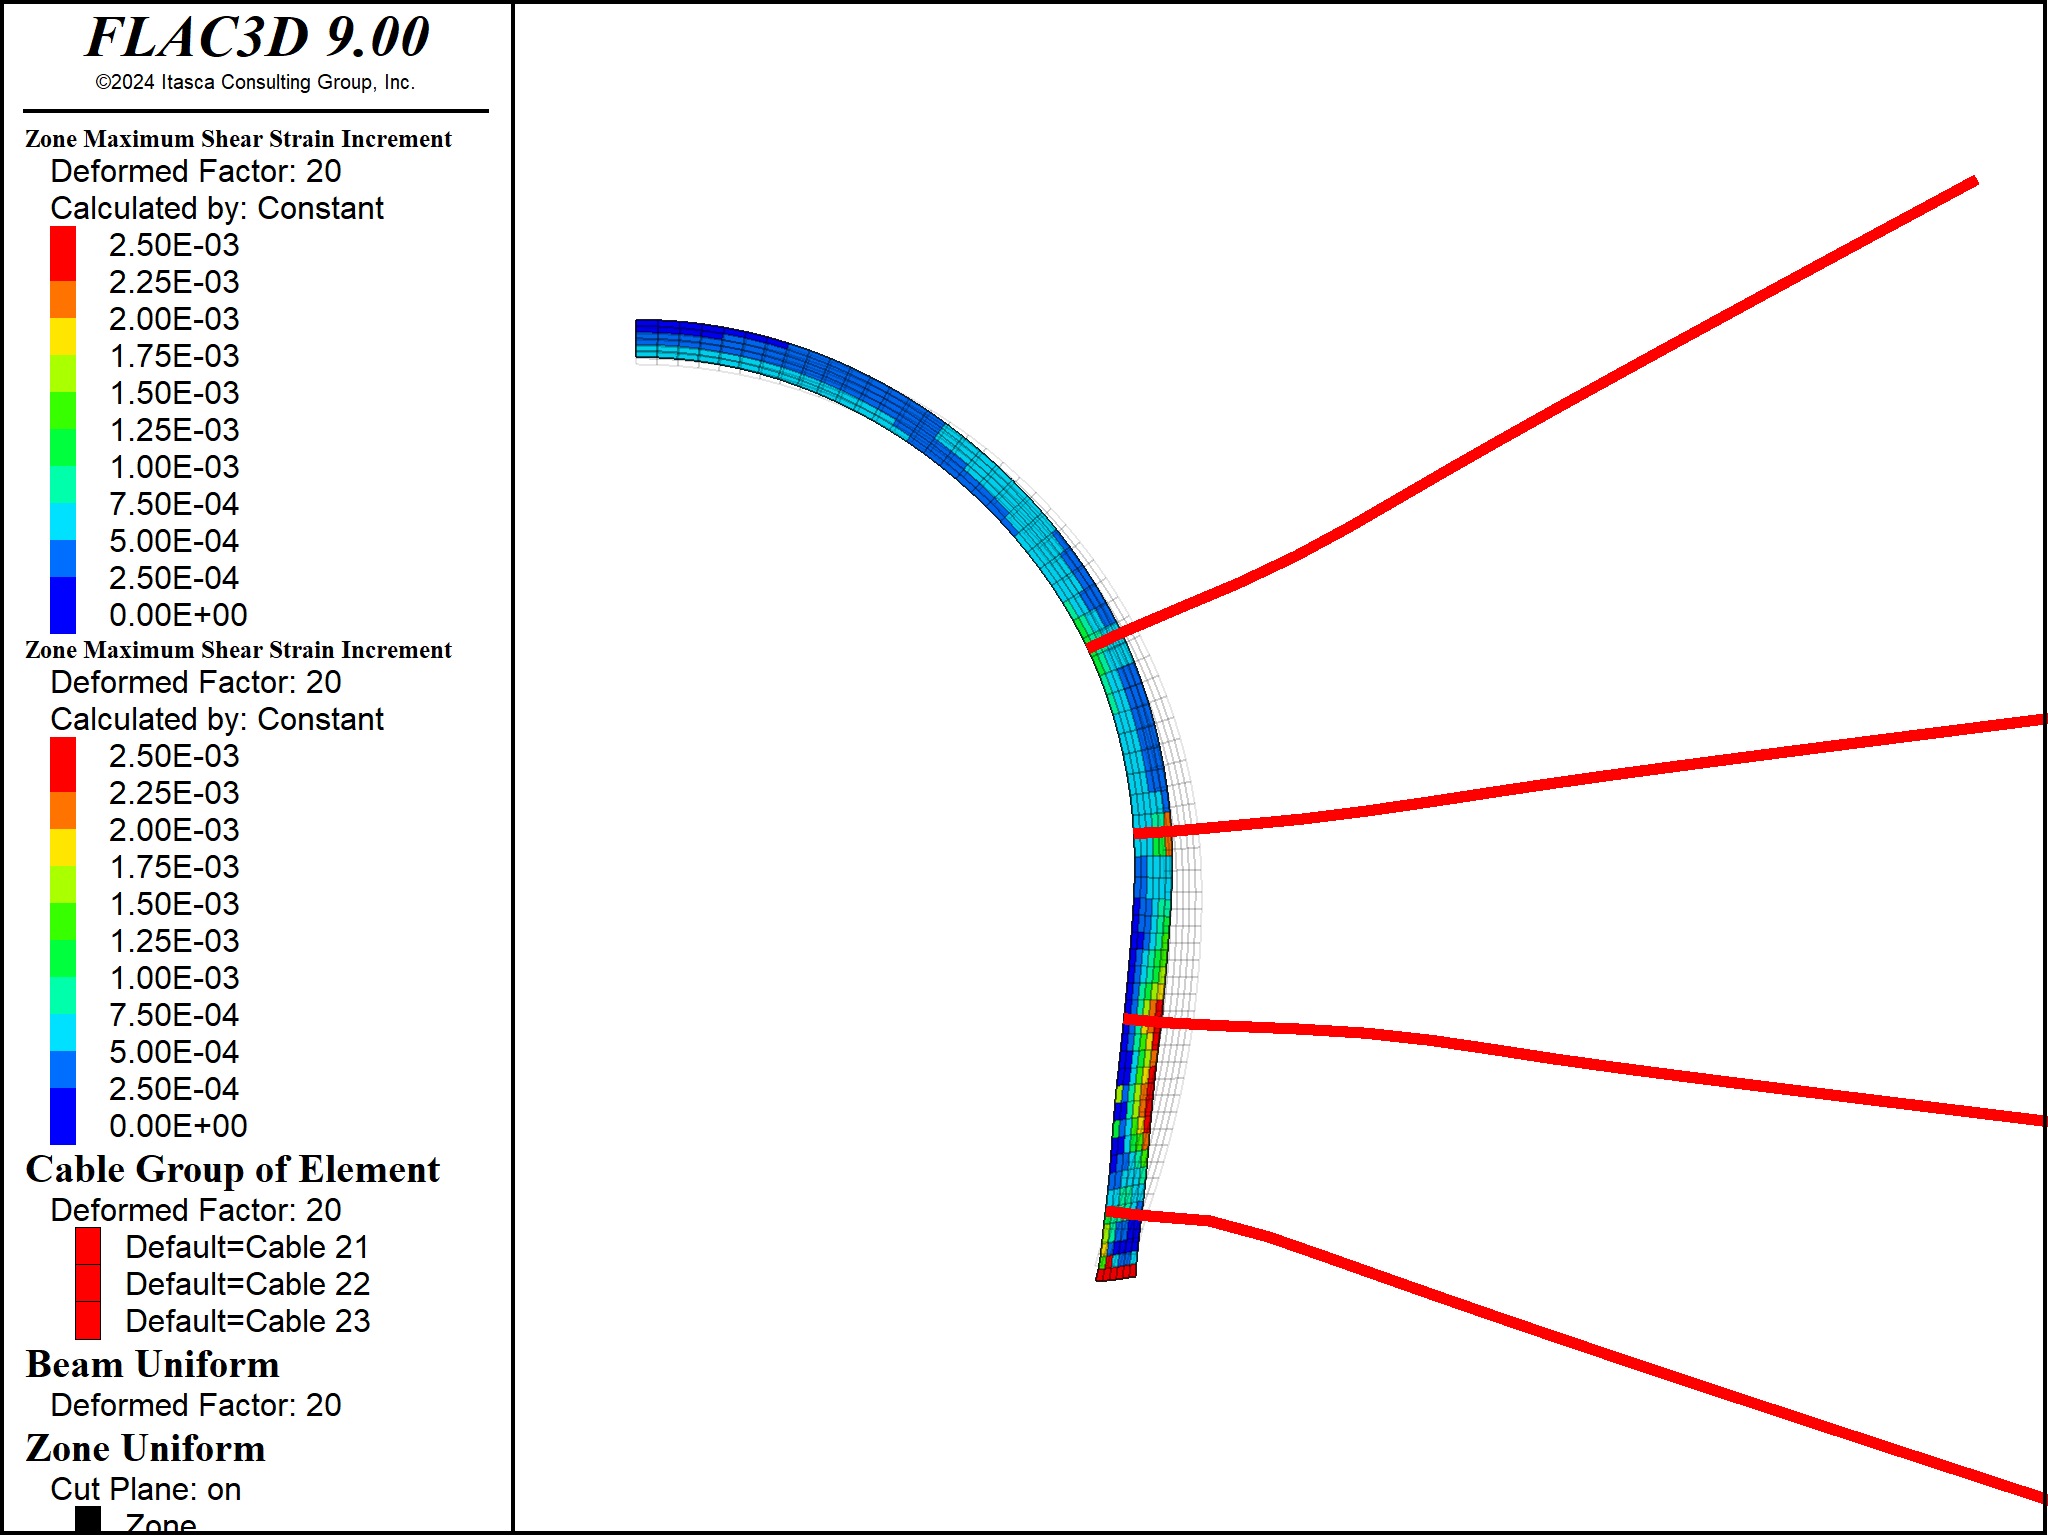 FLAC3D 9.00
©2024 Itasca Consulting Group, Inc.
Zone Maximum Shear Strain Increment
Deformed Factor: 20
Calculated by: Constant
2.50E-03
2.25E-03
2.00E-03
1.75E-03
1.50E-03
1.25E-03
1.00E-03
7.50E-04
5.00E-04
2.50E-04
0.00E+00
Zone Maximum Shear Strain Increment
Deformed Factor: 20
Calculated by: Constant
2.50E-03
2.25E-03
2.00E-03
1.75E-03
1.50E-03
1.25E-03
1.00E-03
7.50E-04
5.00E-04
2.50E-04
0.00E+00
Cable Group of Element
Deformed Factor: 20
Default=Cable 21
Default=Cable 22
Default=Cable 23
Beam Uniform
Deformed Factor: 20
Zone Uniform
Cut Plane: on
Zone